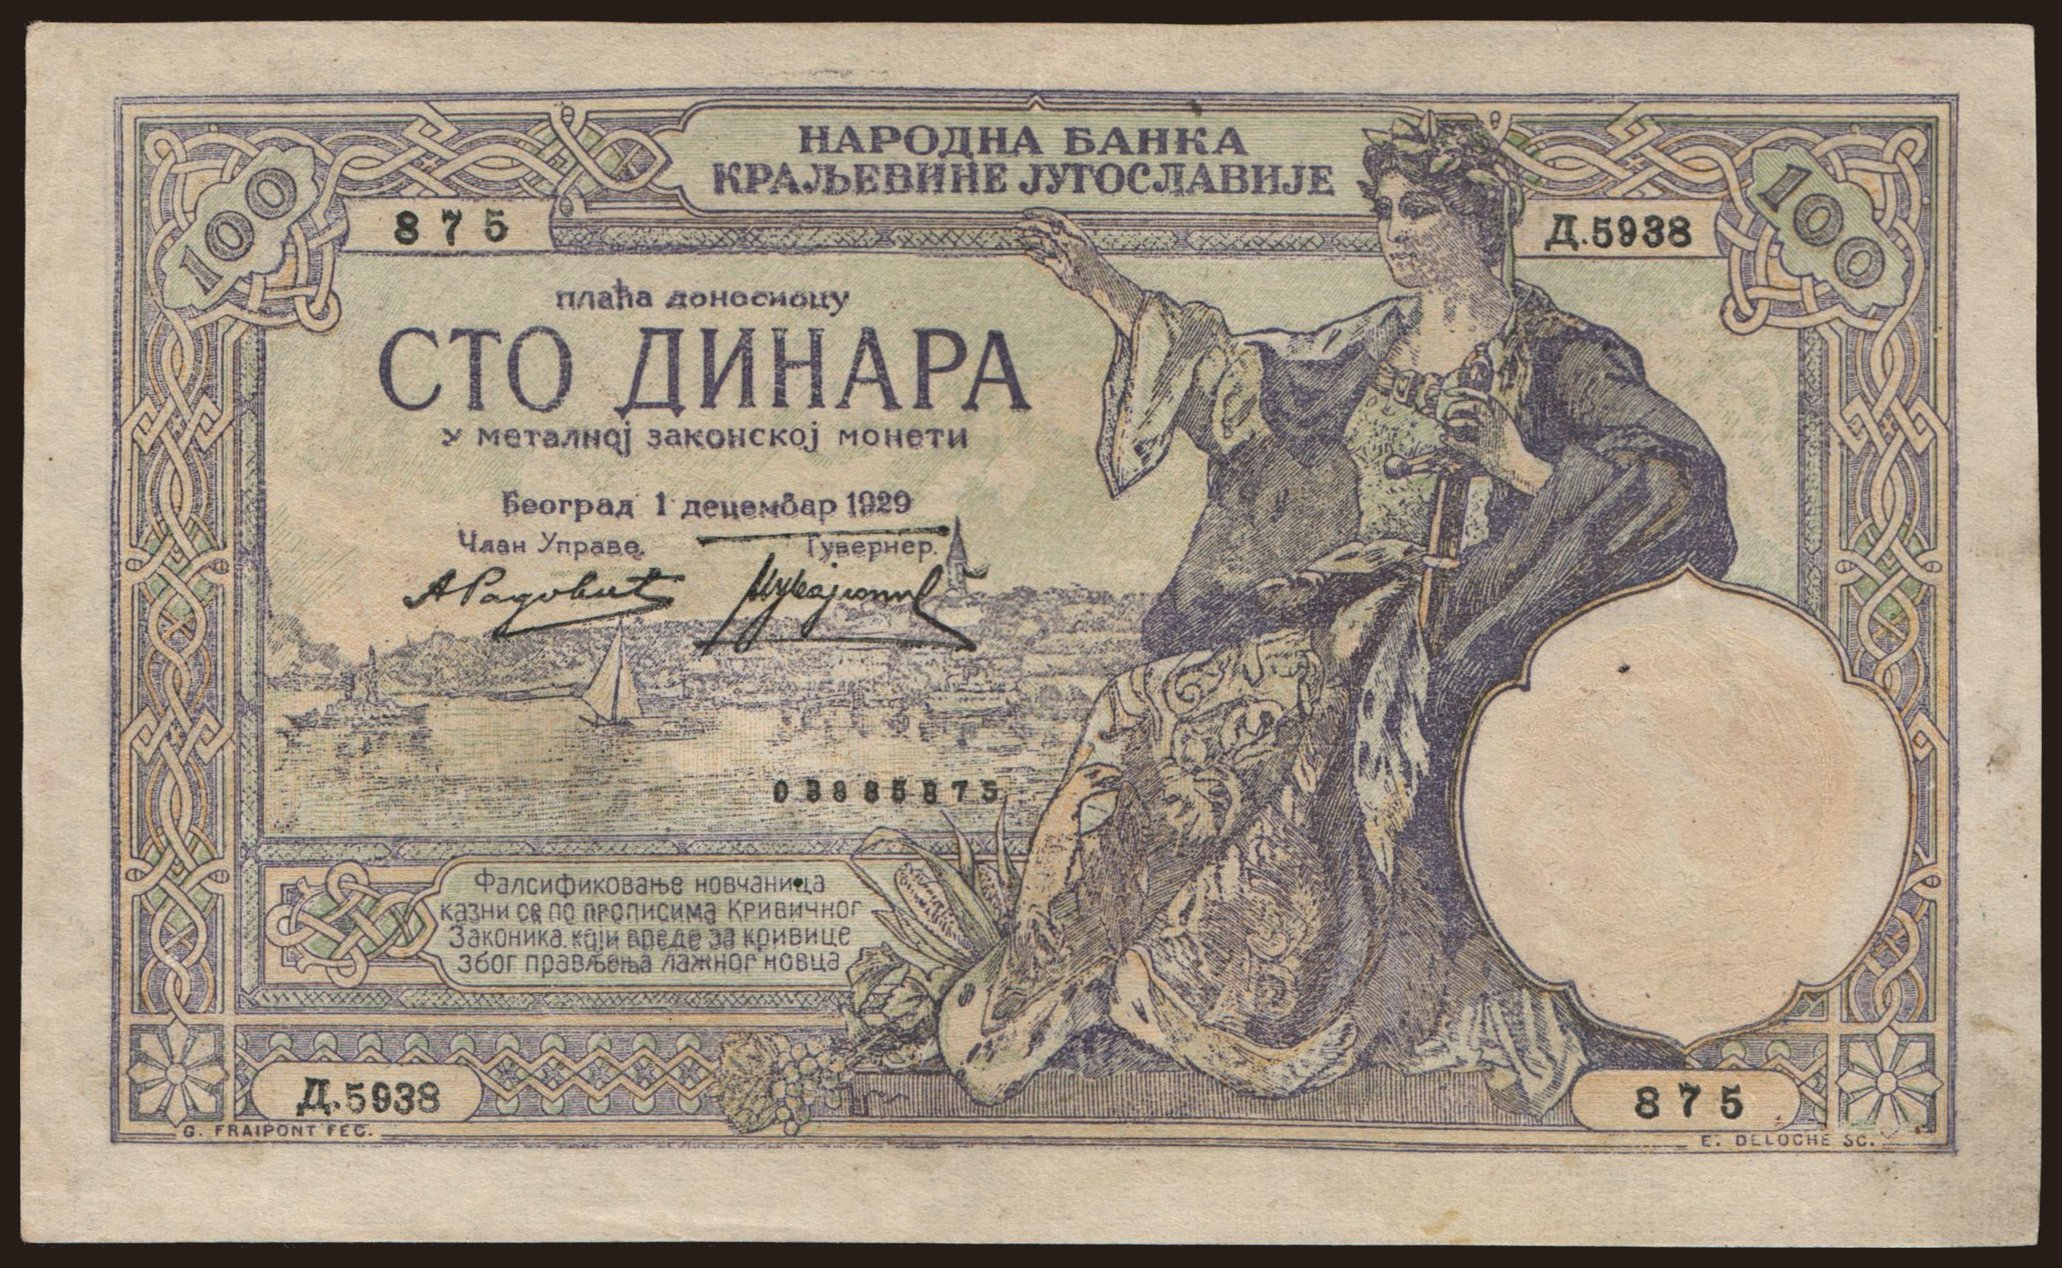 НАРОДНА БАНКА
КРАЉЕВИНЕ ЈУГОСЛАВИЈЕ
100
100
875
Д.5938
плаћа доносиоцу
СТО ДИНАРА
у металној законској монети
Београд 1 децембар 1929
Члан Управе.
Гувернер.
А Радовић
Фалсификовање новчаница
казни се по прописима Кривичног
Законика који вреде за кривице
због прављења лажног новца
Д.5938
875
G. FRAIPONT FEC.
E. DELOCHE SC.